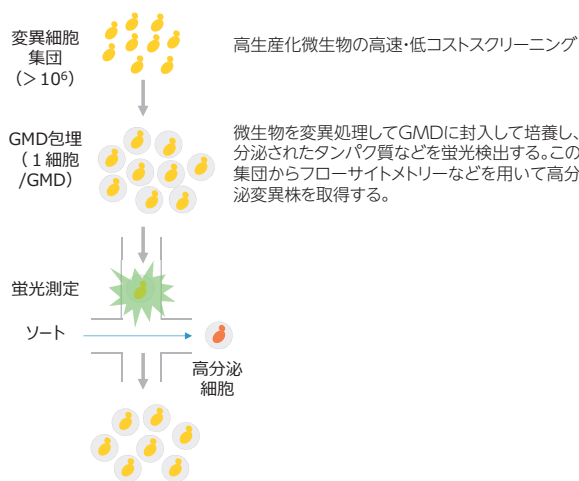 変異細胞
集団
(＞10⁶)
高生産化微生物の高速･低コストスクリーニング
GMD包埋
(1細胞
/GMD)
微生物を変異処理してGMDに封入して培養し、
分泌されたタンパク質などを蛍光検出する。この
集団からフローサイトメトリーなどを用いて高分
泌変異株を取得する。
蛍光測定
ソート
高分泌
細胞